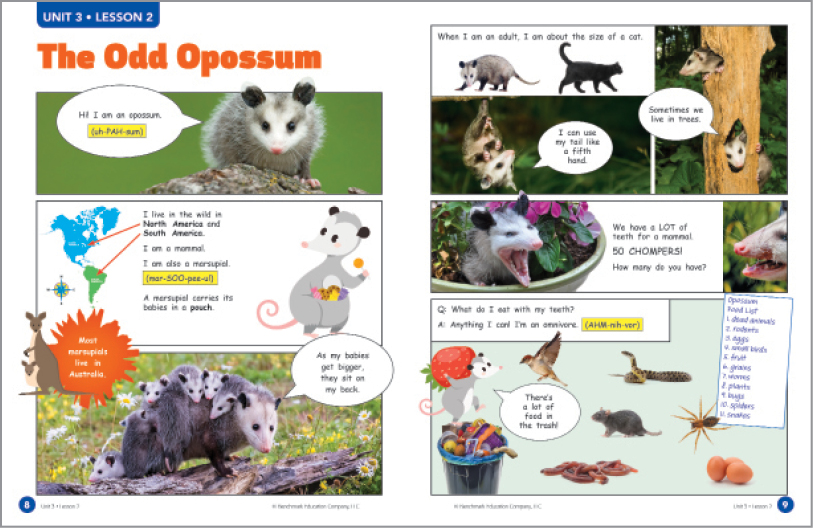 UNIT 3 • LESSON 2
The Odd Opossum
Hi! I am an opossum.
(uh-PAH-sum)
I live in the wild in
North America and
South America.
I am a mammal.
I am also a marsupial.
(mar-SOO-pee-ul)
A marsupial carries its
babies in a pouch.
Most
marsupials
live in
Australia.
As my babies
get bigger,
they sit on
my back.
8
Unit 3 • Lesson 2
© Benchmark Education Company, LLC
When I am an adult, I am about the size of a cat.
I can use
my tail like
a fifth
hand.
Sometimes we
live in trees.
We have a LOT of
teeth for a mammal.
50 CHOMPERS!
How many do you have?
Q: What do I eat with my teeth?
A: Anything I can! I'm an omnivore. (AHM-nih-vor)
There's
a lot of
food in
the trash!
Opossum
Food List
1. dead animals
2. rodents
3. eggs
4. small birds
5. fruit
6. grains
7. worms
8. plants
9. bugs
10. spiders
11. snakes
© Benchmark Education Company, LLC
Unit 3 • Lesson 2
9